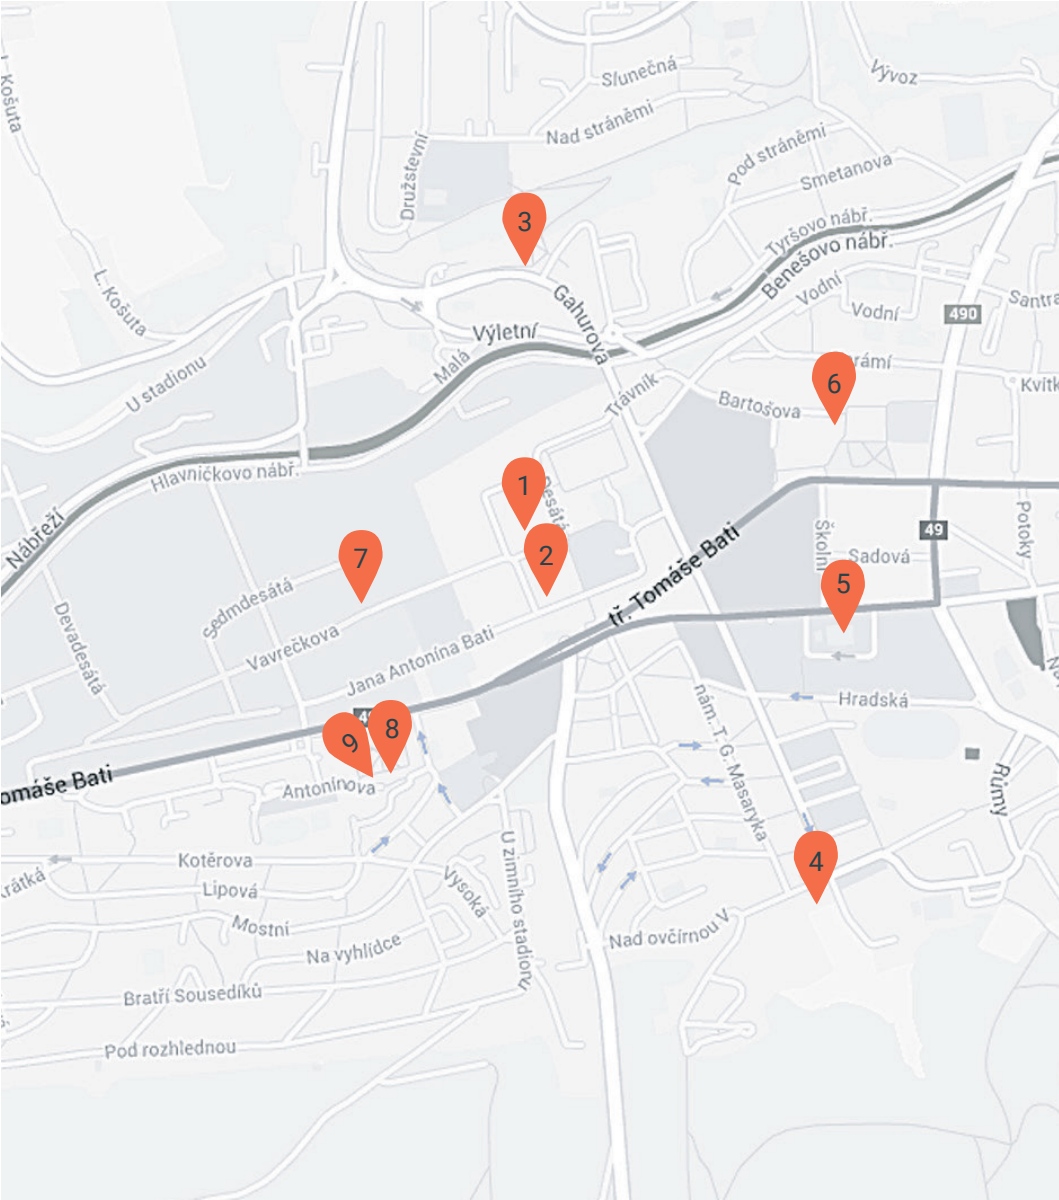 Slunečná
Vývoz
L. Košuta
Nad stráněmi
Pod stráněmi
Družstevní
Smetanova
3
Tyršovo nábř.
Benešovo nábř.
L. Košuta
Gahurova
Vodní
Santra
Vodní
490
Výletní
Malá
rámí
U stadionu
6
Kvítk
Trávník
Bartošova
Hlavničkovo nábř.
1
Desátá
Nábřeží
tř. Tomáše Bati
Školní
49
Potoky
2
7
Sadová
5
Sedmdesátá
Devadesátá
Vavrečkova
Jana Antonína Bati
nám. T. G. Masaryka
Hradská
8
9
omáše Bati
Antonínova
Růmy
Kotěrova
4
krátká
Lipová
Vysoká
U zimního stadionu
Mostní
Nad ovčírnou V
Na vyhlídce
Bratří Sousedíků
Pod rozhlednou